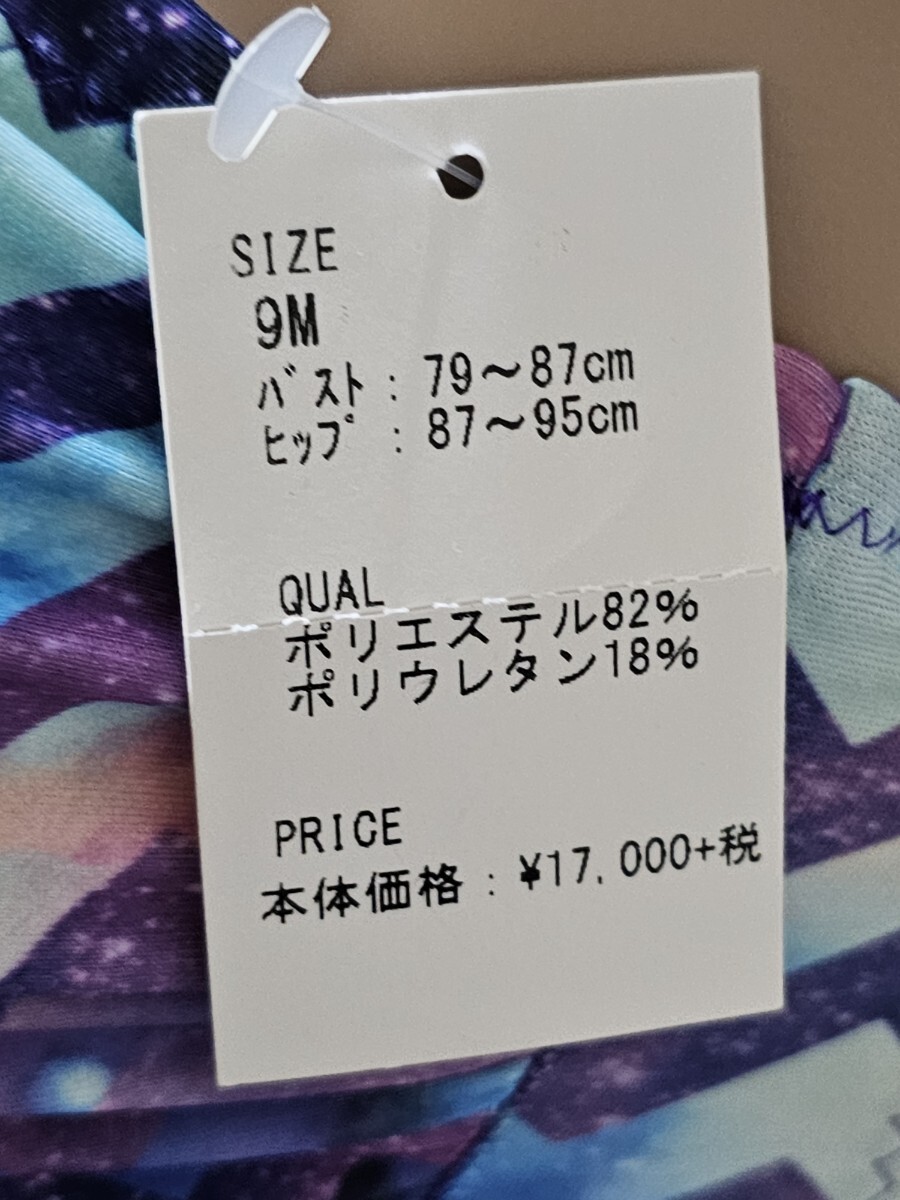 SIZE
9M
ﾊﾞｽﾄ : 79～87cm
ﾋｯﾌﾟ : 87～95cm
QUAL
ポリエステル82%
ポリウレタン18%
PRICE
本体価格 : ¥17,000+税